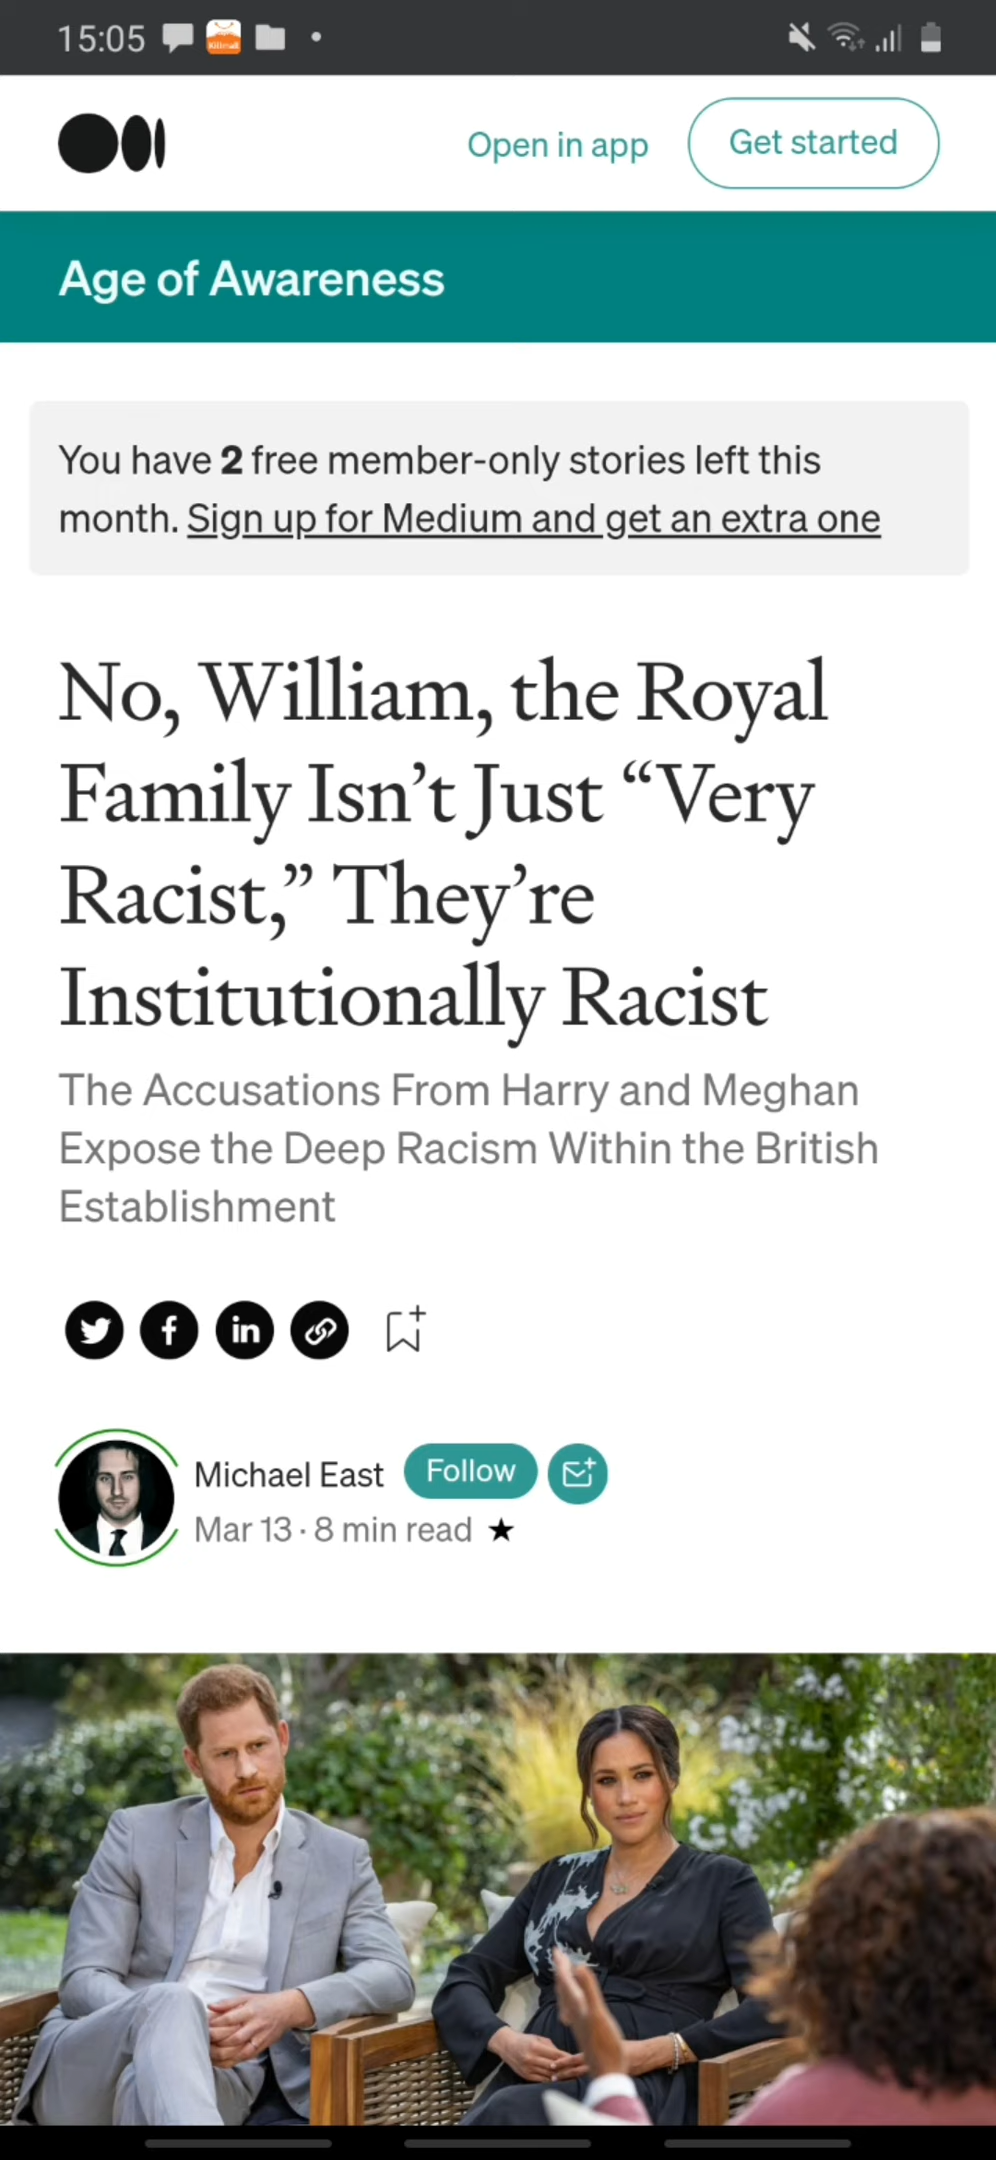 15:05
Kilimall
Open in app
Get started
Age of Awareness
You have 2 free member-only stories left this
month. Sign up for Medium and get an extra one
No, William, the Royal
Family Isn’t Just “Very
Racist,” They’re
Institutionally Racist
The Accusations From Harry and Meghan
Expose the Deep Racism Within the British
Establishment
Michael East
Follow
Mar 13 · 8 min read